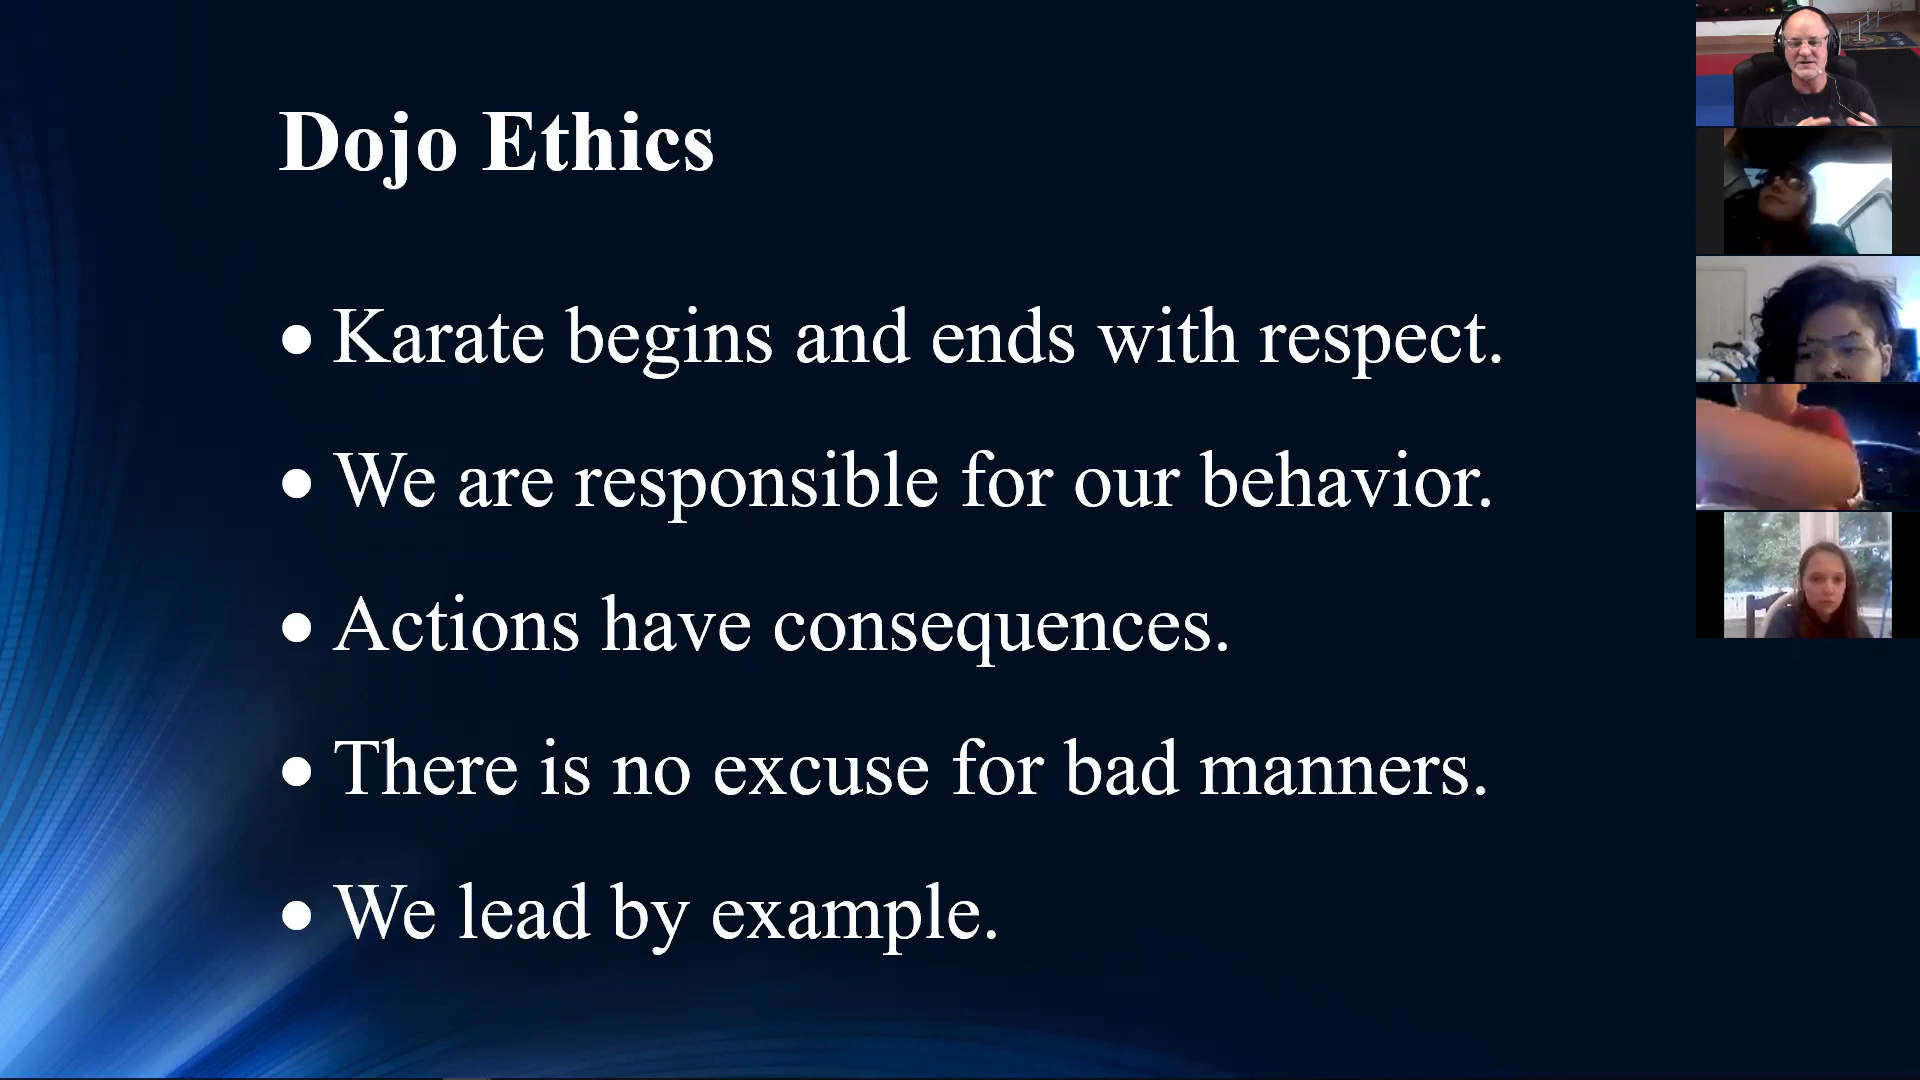 Dojo Ethics
● Karate begins and ends with respect.
● We are responsible for our behavior.
● Actions have consequences.
● There is no excuse for bad manners.
● We lead by example.